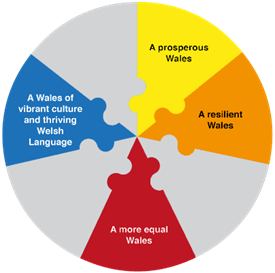 A prosperous
Wales
A resilient
Wales
A more equal
Wales
A Wales of
vibrant culture
and thriving
Welsh
Language